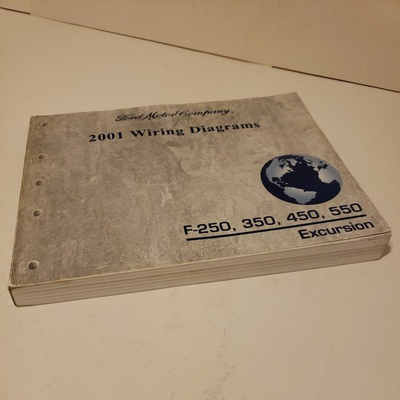 Ford Motor Company,
2001 Wiring Diagrams
F-250, 350, 450, 550
Excursion